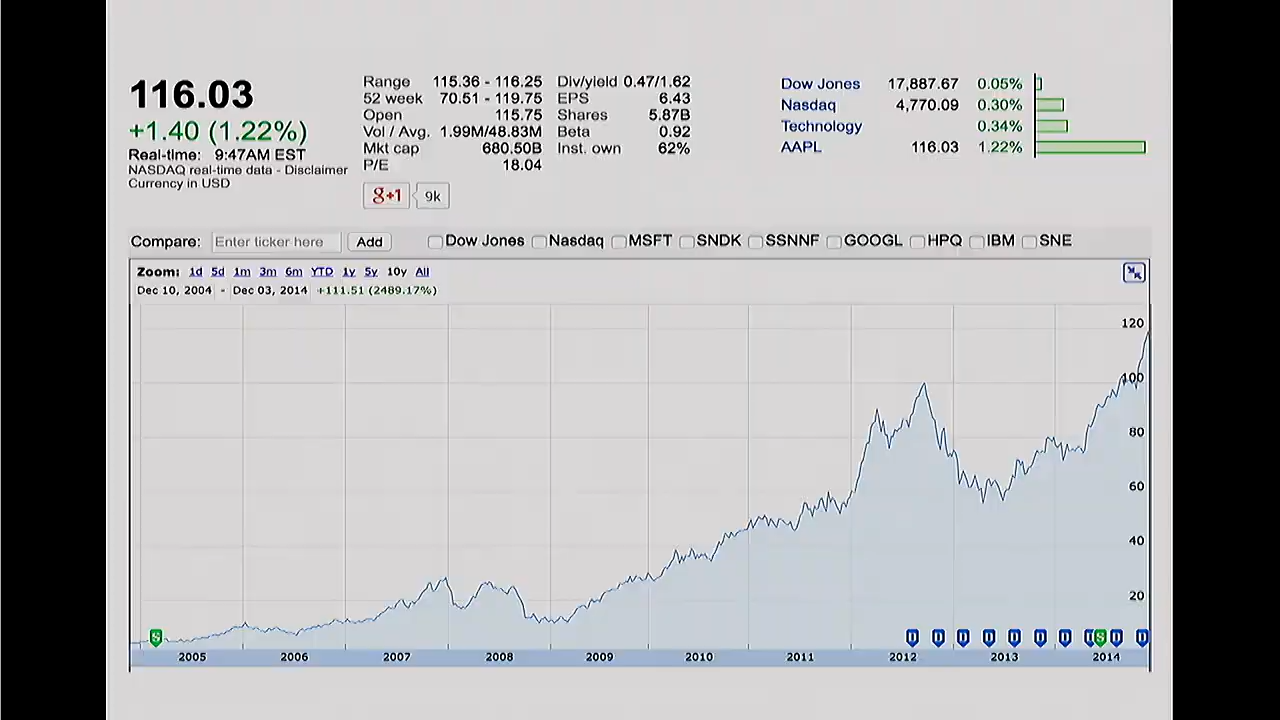 116.03
+1.40 (1.22%)
Real-time: 9:47AM EST
NASDAQ real-time data - Disclaimer
Currency in USD
Range 115.36 - 116.25
52 week 70.51 - 119.75
Open 115.75
Vol / Avg. 1.99M/48.83M
Mkt cap 680.50B
P/E 18.04
Div/yield 0.47/1.62
EPS 6.43
Shares 5.87B
Beta 0.92
Inst. own 62%
g+1 9k
Dow Jones 17,887.67 0.05%
Nasdaq 4,770.09 0.30%
Technology 0.34%
AAPL 116.03 1.22%
Compare: Enter ticker here Add Dow Jones Nasdaq MSFT SNDK SSNNF GOOGL HPQ IBM SNE
Zoom: 1d 5d 1m 3m 6m YTD 1y 5y 10y All
Dec 10, 2004 - Dec 03, 2014 +111.51 (2489.17%)
120
100
80
60
40
20
S D D D D D D D D S D D
2005 2006 2007 2008 2009 2010 2011 2012 2013 2014